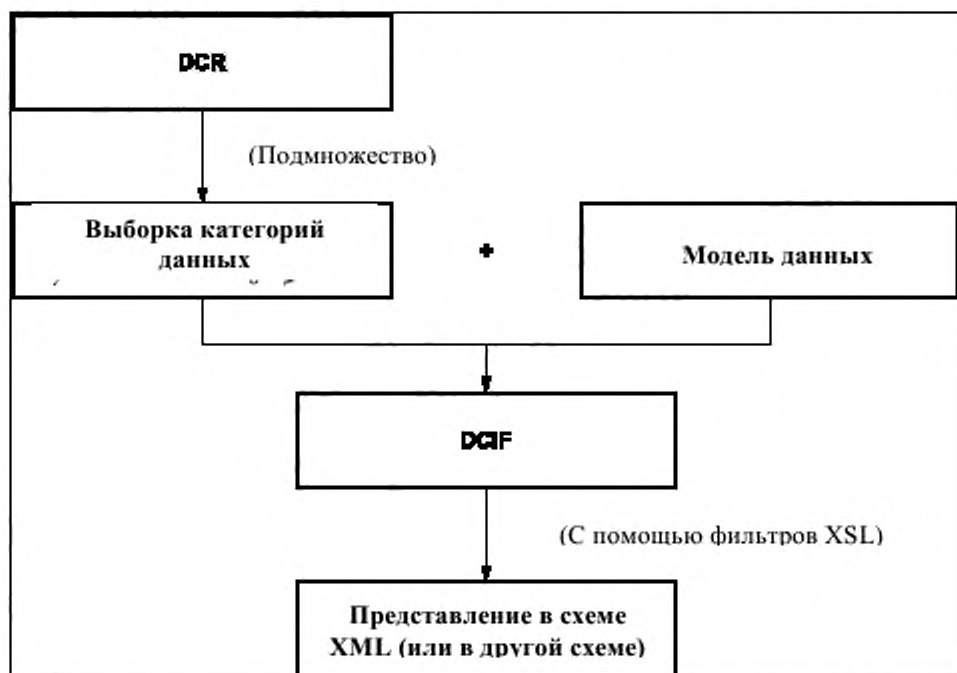 DCR
(Подмножество)
Выборка категорий
данных
+
Модель данных
DCIF
(С помощью фильтров XSL)
Представление в схеме
XML (или в другой схеме)